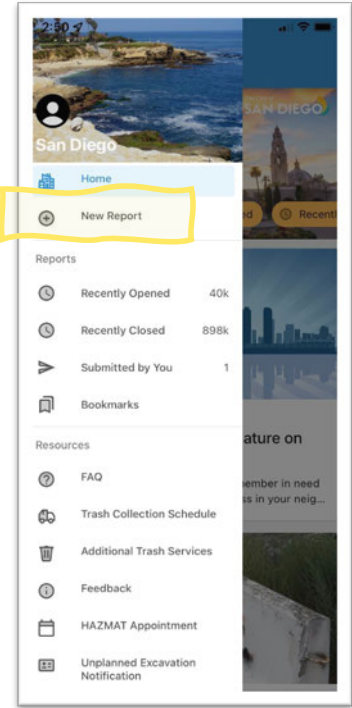 2:50
SAN DIEGO
San Diego
Home
New Report
Recently
Reports
Recently Opened 40k
Recently Closed 898k
Submitted by You 1
Bookmarks
Resources
ature on
FAQ
ember in need
ss in your neig...
Trash Collection Schedule
Additional Trash Services
Feedback
HAZMAT Appointment
Unplanned Excavation
Notification